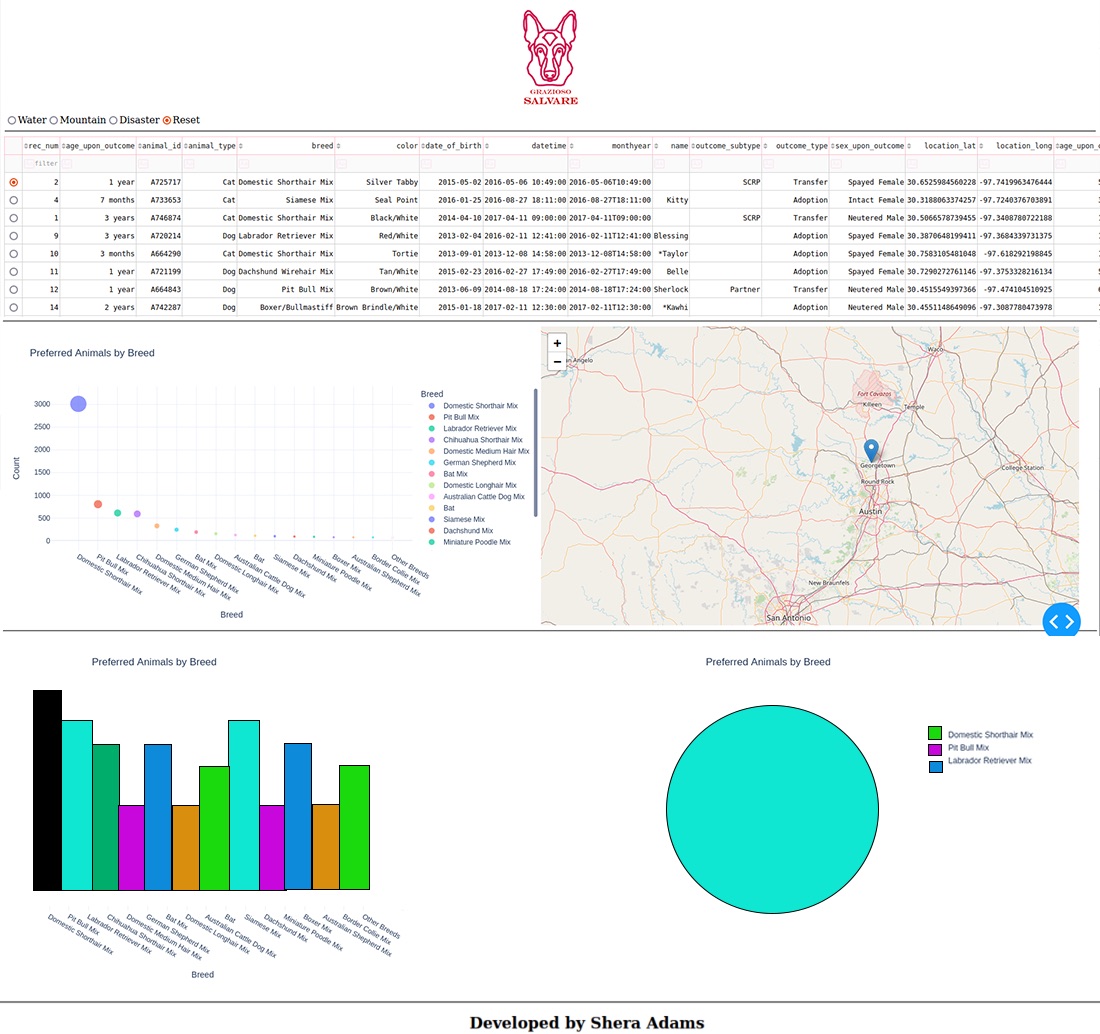 GRAZIOSO
SALVARE
Water Mountain Disaster Reset
rec_num age_upon_outcome animal_id animal_type breed color date_of_birth datetime monthyear name outcome_subtype outcome_type sex_upon_outcome location_lat location_long age_upon_o
filter
2 1 year A725717 Cat Domestic Shorthair Mix Silver Tabby 2015-05-02 2016-05-06 10:49:00 2016-05-06T10:49:00 SCRP Transfer Spayed Female 30.6525984560228 -97.7419963476444
4 7 months A733653 Cat Siamese Mix Seal Point 2016-01-25 2016-08-27 18:11:00 2016-08-27T18:11:00 Kitty Adoption Intact Female 30.3188063374257 -97.7240376703891
1 3 years A746874 Cat Domestic Shorthair Mix Black/White 2014-04-10 2017-04-11 09:00:00 2017-04-11T09:00:00 SCRP Transfer Neutered Male 30.5066578739455 -97.3408780722188
9 3 years A720214 Dog Labrador Retriever Mix Red/White 2013-02-04 2016-02-11 12:41:00 2016-02-11T12:41:00 Blessing Adoption Spayed Female 30.3870648199411 -97.3684339731375
10 3 months A664290 Cat Domestic Shorthair Mix Tortie 2013-09-01 2013-12-08 14:58:00 2013-12-08T14:58:00 *Taylor Adoption Spayed Female 30.7583105481048 -97.618292198845
11 1 year A721199 Dog Dachshund Wirehair Mix Tan/White 2015-02-23 2016-02-27 17:49:00 2016-02-27T17:49:00 Belle Adoption Spayed Female 30.7290272761146 -97.3753328216134
12 1 year A664843 Dog Pit Bull Mix Brown/White 2013-06-09 2014-08-18 17:24:00 2014-08-18T17:24:00 Sherlock Partner Transfer Neutered Male 30.4515549397366 -97.474104510925
14 2 years A742287 Dog Boxer/Bullmastiff Brown Brindle/White 2015-01-18 2017-02-11 12:30:00 2017-02-11T12:30:00 *Kawhi Adoption Neutered Male 30.4551148649096 -97.3087780473978
Preferred Animals by Breed
3000
2500
2000
1500
1000
500
0
Count
Domestic Shorthair Mix
Pit Bull Mix
Labrador Retriever Mix
Chihuahua Shorthair Mix
Domestic Medium Hair Mix
German Shepherd Mix
Bat Mix
Domestic Longhair Mix
Australian Cattle Dog Mix
Bat
Siamese Mix
Dachshund Mix
Miniature Poodle Mix
Boxer Mix
Australian Shepherd Mix
Border Collie Mix
Other Breeds
Breed
Breed
Domestic Shorthair Mix
Pit Bull Mix
Labrador Retriever Mix
Chihuahua Shorthair Mix
Domestic Medium Hair Mix
German Shepherd Mix
Bat Mix
Domestic Longhair Mix
Australian Cattle Dog Mix
Bat
Siamese Mix
Dachshund Mix
Miniature Poodle Mix
+
−
Waco
n Angelo
Fort Cavazos
Killeen
Temple
Georgetown
College Station
Round Rock
Austin
New Braunfels
San Antonio
Preferred Animals by Breed
Domestic Shorthair Mix
Pit Bull Mix
Labrador Retriever Mix
Chihuahua Shorthair Mix
Domestic Medium Hair Mix
German Shepherd Mix
Bat Mix
Domestic Longhair Mix
Australian Cattle Dog Mix
Bat
Siamese Mix
Dachshund Mix
Miniature Poodle Mix
Boxer Mix
Australian Shepherd Mix
Border Collie Mix
Other Breeds
Breed
Preferred Animals by Breed
Domestic Shorthair Mix
Pit Bull Mix
Labrador Retriever Mix
Developed by Shera Adams